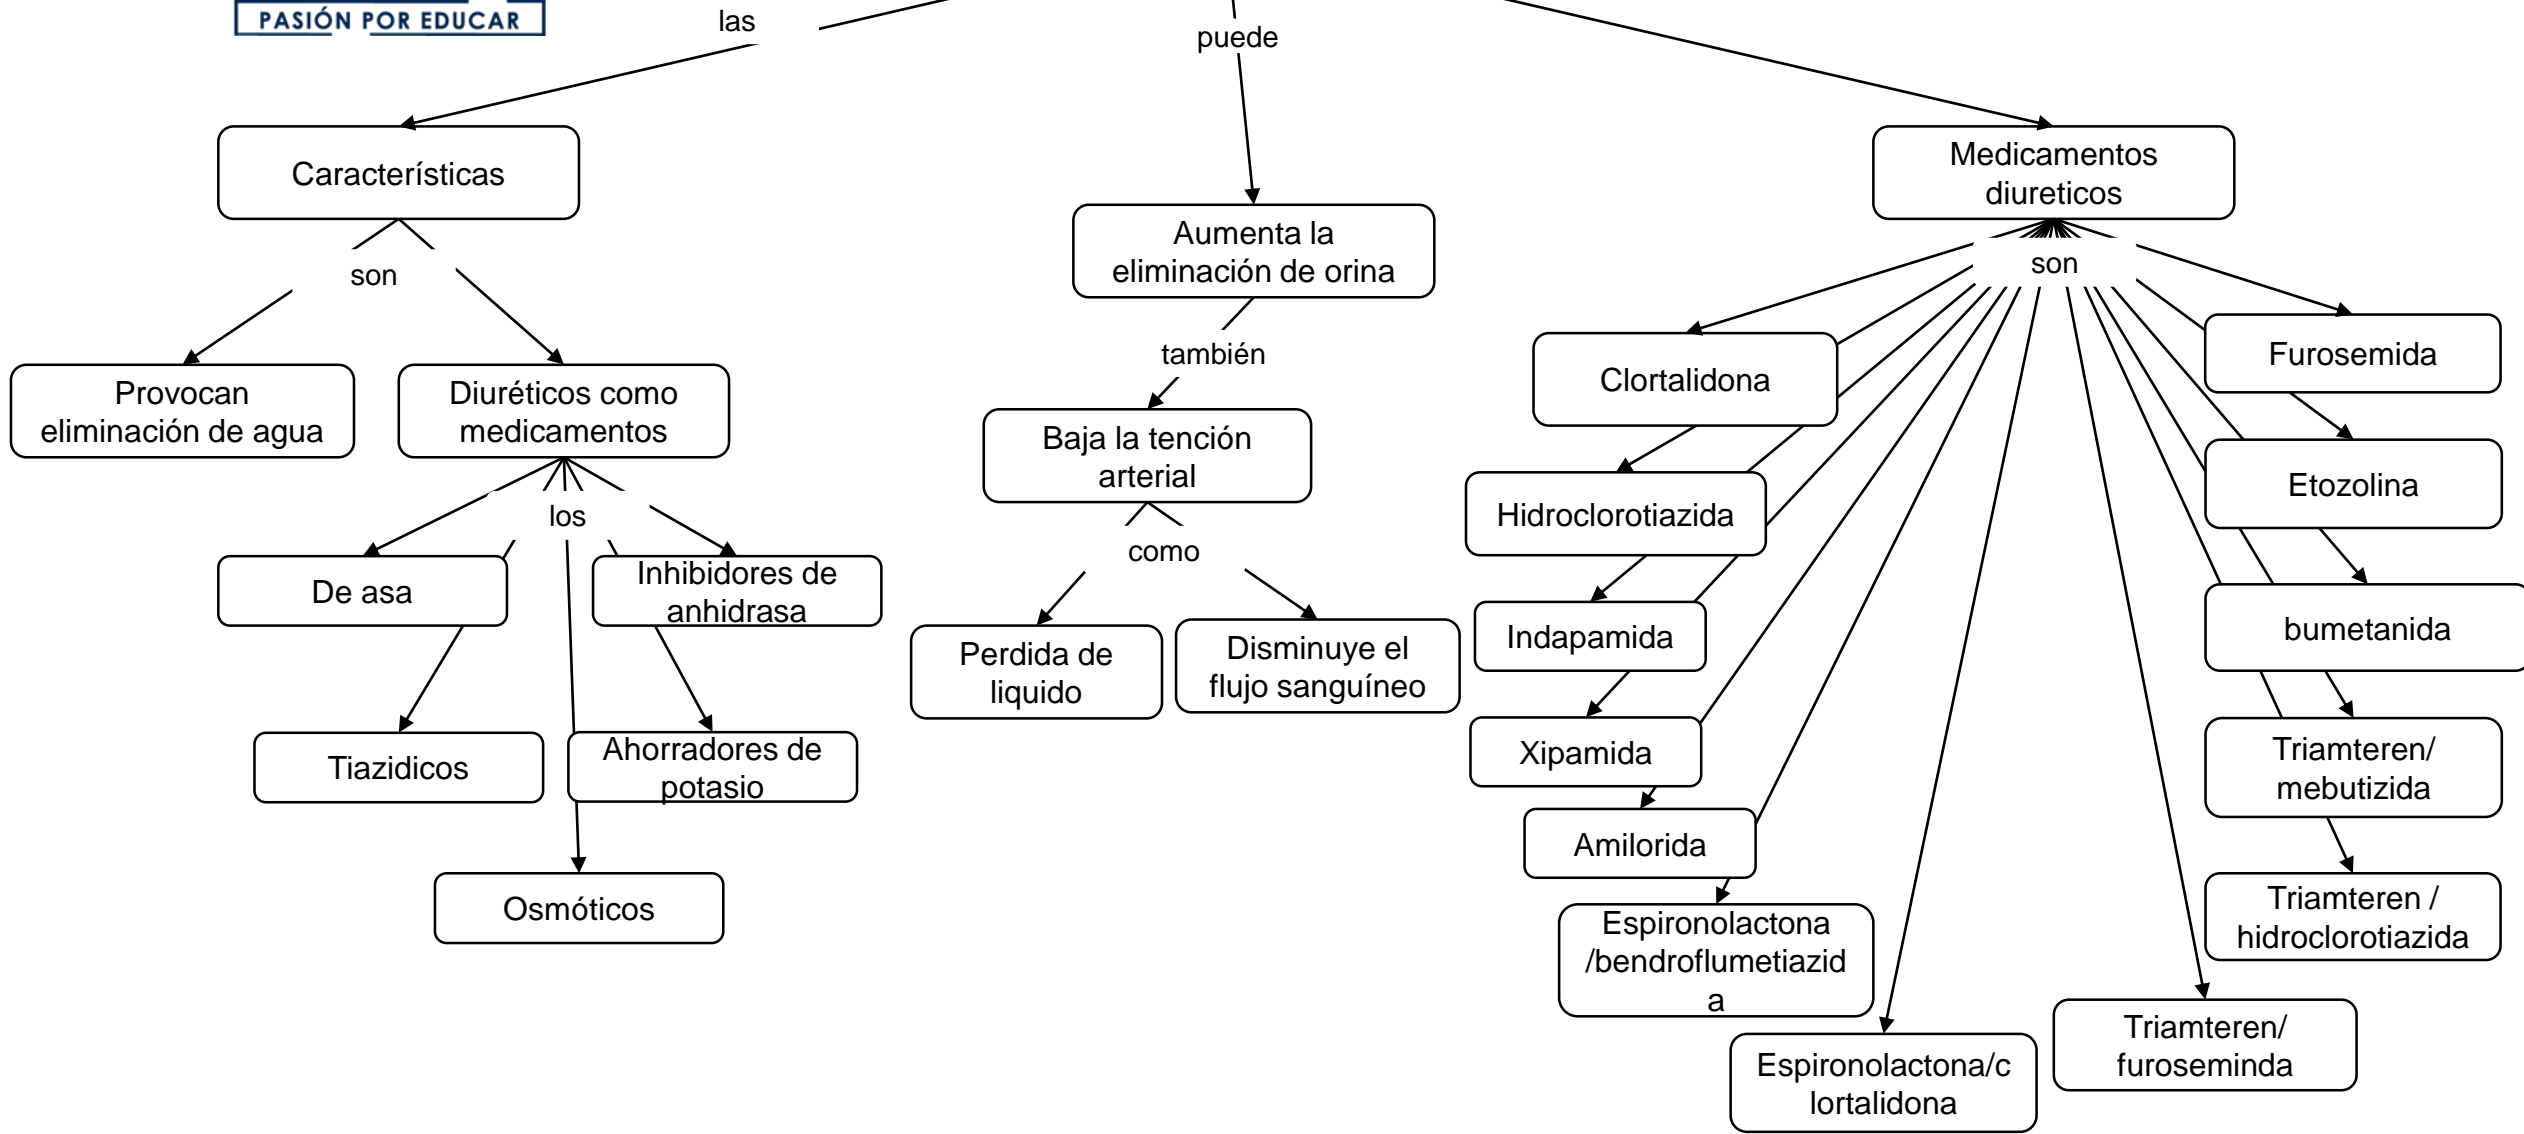 PASIÓN POR EDUCAR
las
puede
Características
Medicamentos
diureticos
Aumenta la
eliminación de orina
son
son
Provocan
eliminación de agua
Diuréticos como
medicamentos
también
Clortalidona
Furosemida
Baja la tención
arterial
Hidroclorotiazida
Etozolina
los
como
De asa
Inhibidores de
anhidrasa
Indapamida
bumetanida
Perdida de
liquido
Disminuye el
flujo sanguíneo
Tiazidicos
Ahorradores de
potasio
Xipamida
Triamteren/
mebutizida
Amilorida
Osmóticos
Espironolactona
/bendroflumetiazid
a
Triamteren /
hidroclorotiazida
Espironolactona/c
lortalidona
Triamteren/
furoseminda